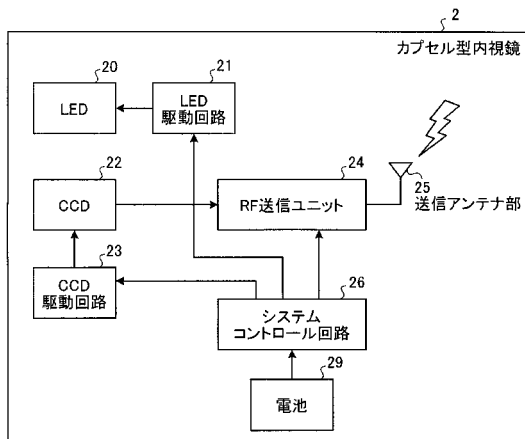 2
カプセル型内視鏡
20
LED
21
LED
駆動回路
22
CCD
24
RF送信ユニット
25
送信アンテナ部
23
CCD
駆動回路
26
システム
コントロール回路
29
電池